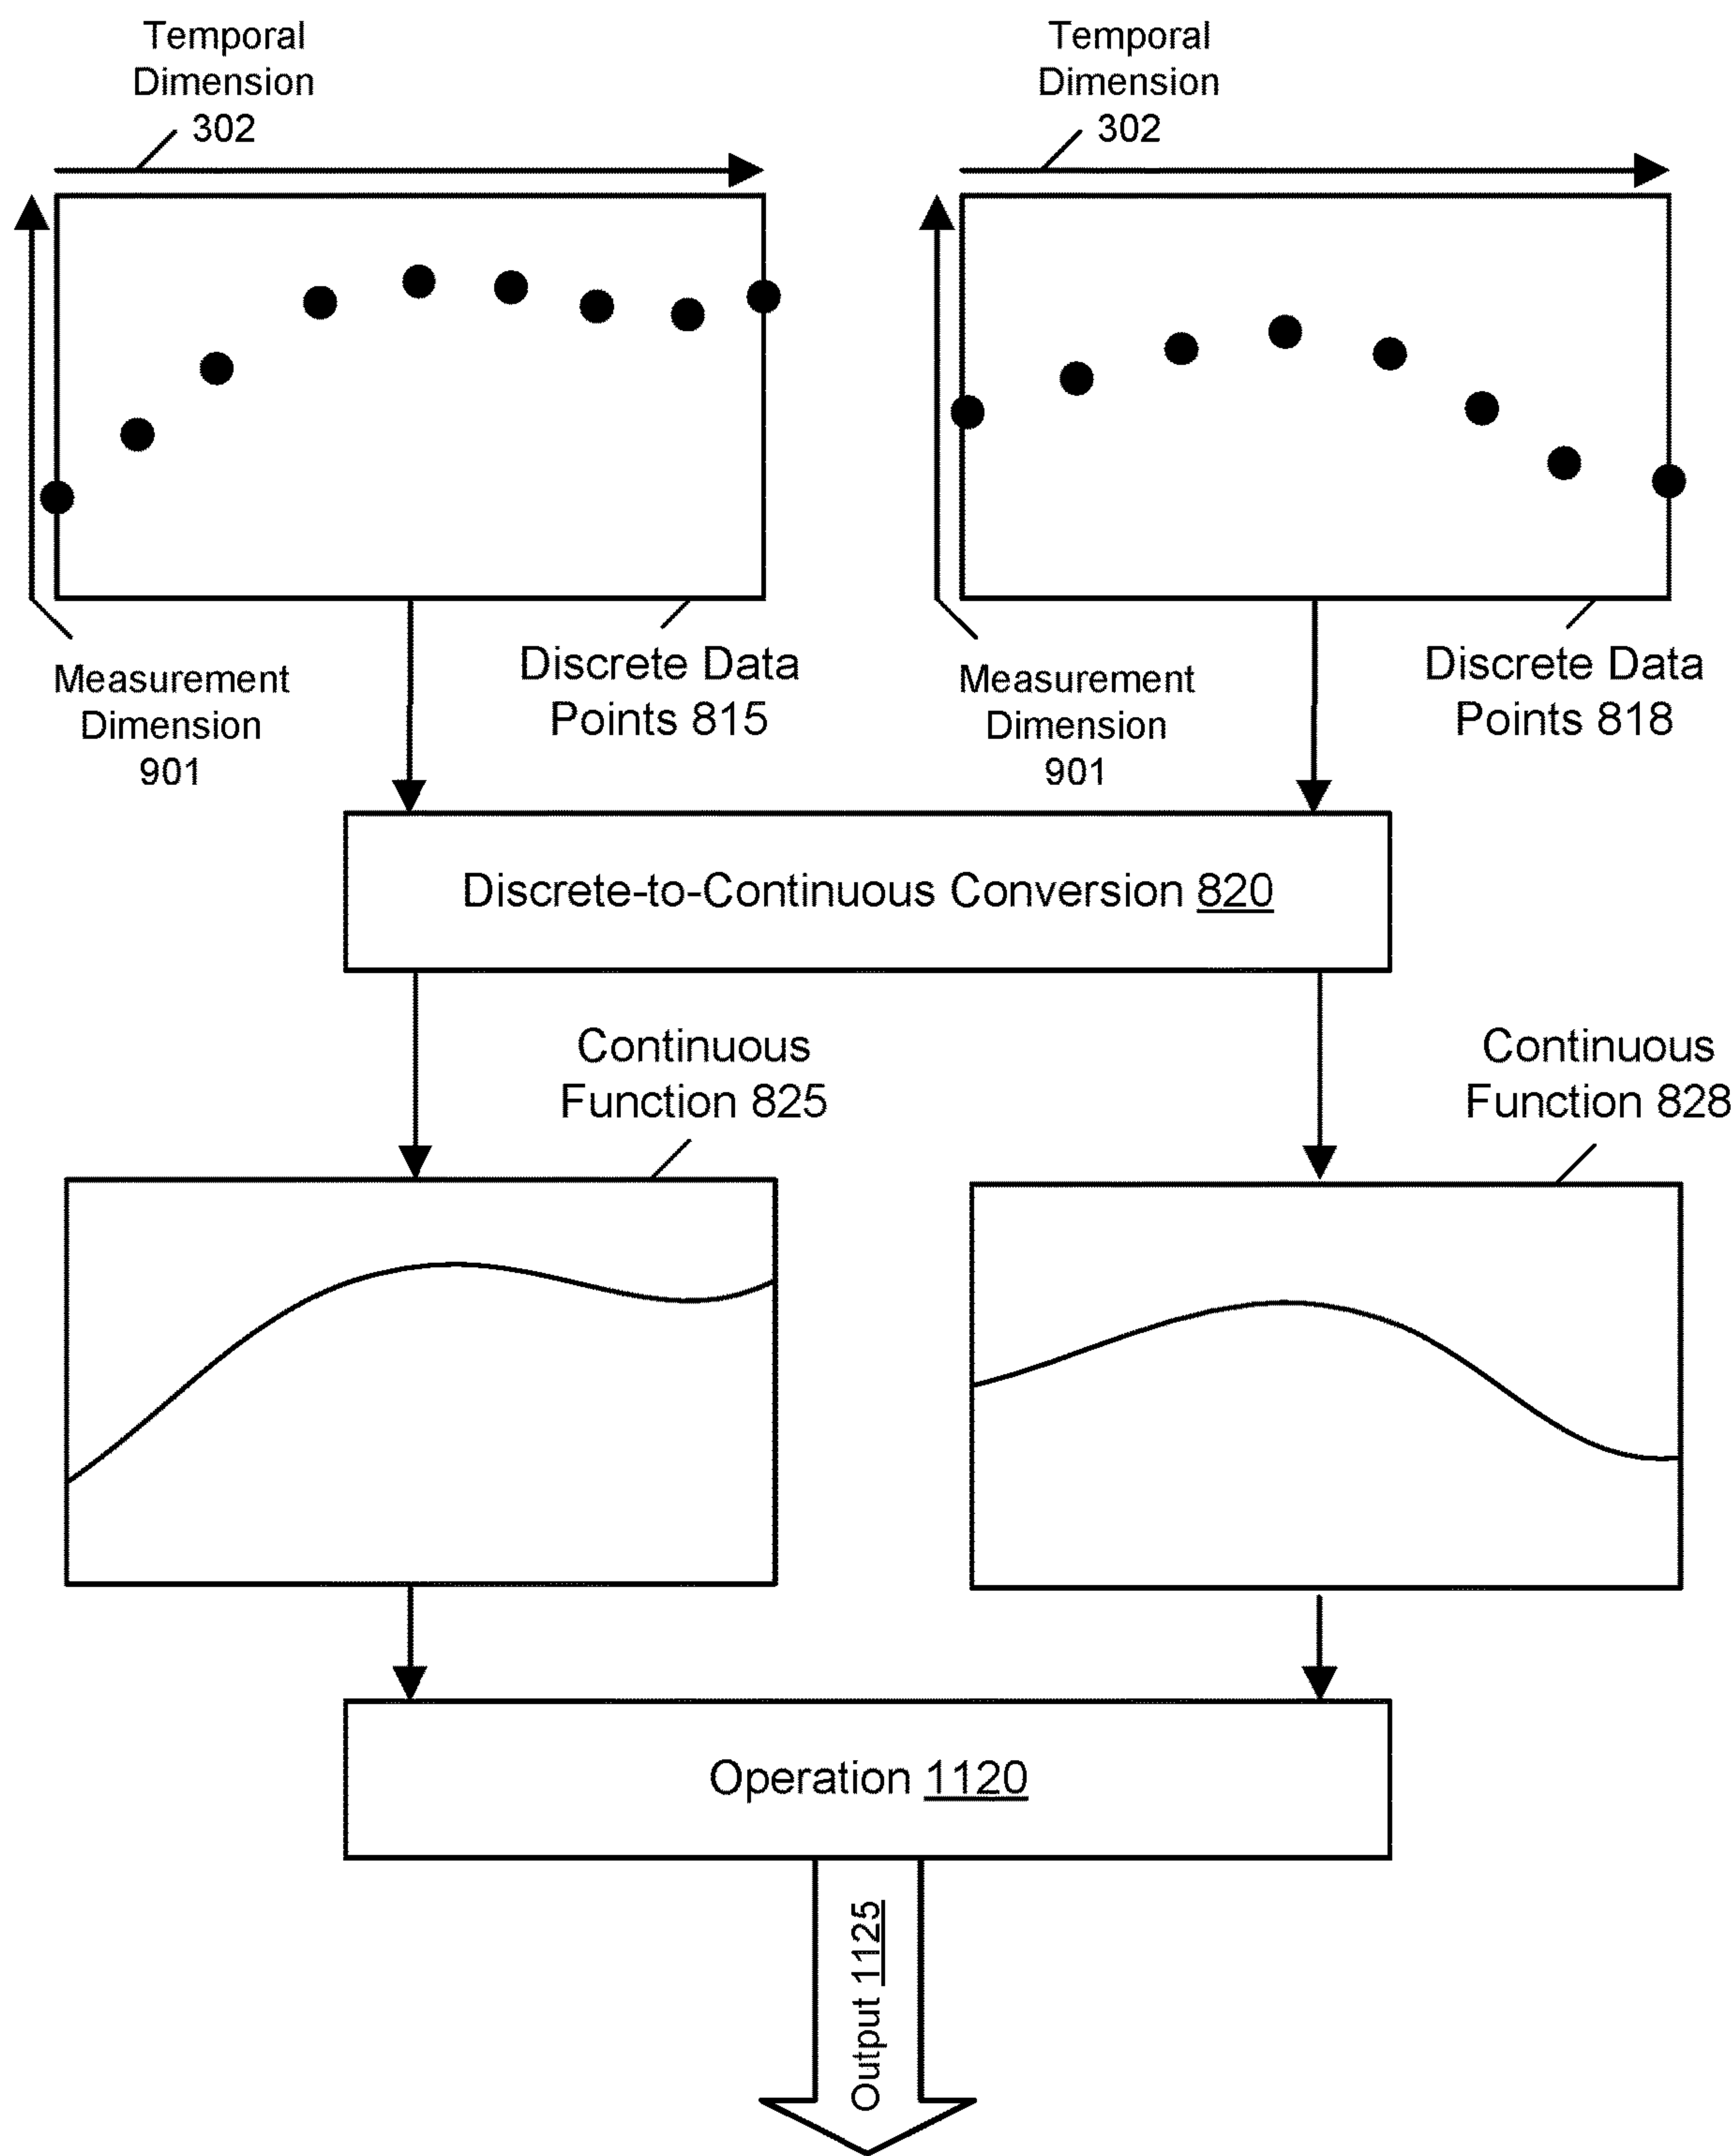 Temporal
Dimension
302
Temporal
Dimension
302
Measurement
Dimension
901
Discrete Data
Points 815
Measurement
Dimension
901
Discrete Data
Points 818
Discrete-to-Continuous Conversion 820
Continuous
Function 825
Continuous
Function 828
Operation 1120
Output 1125